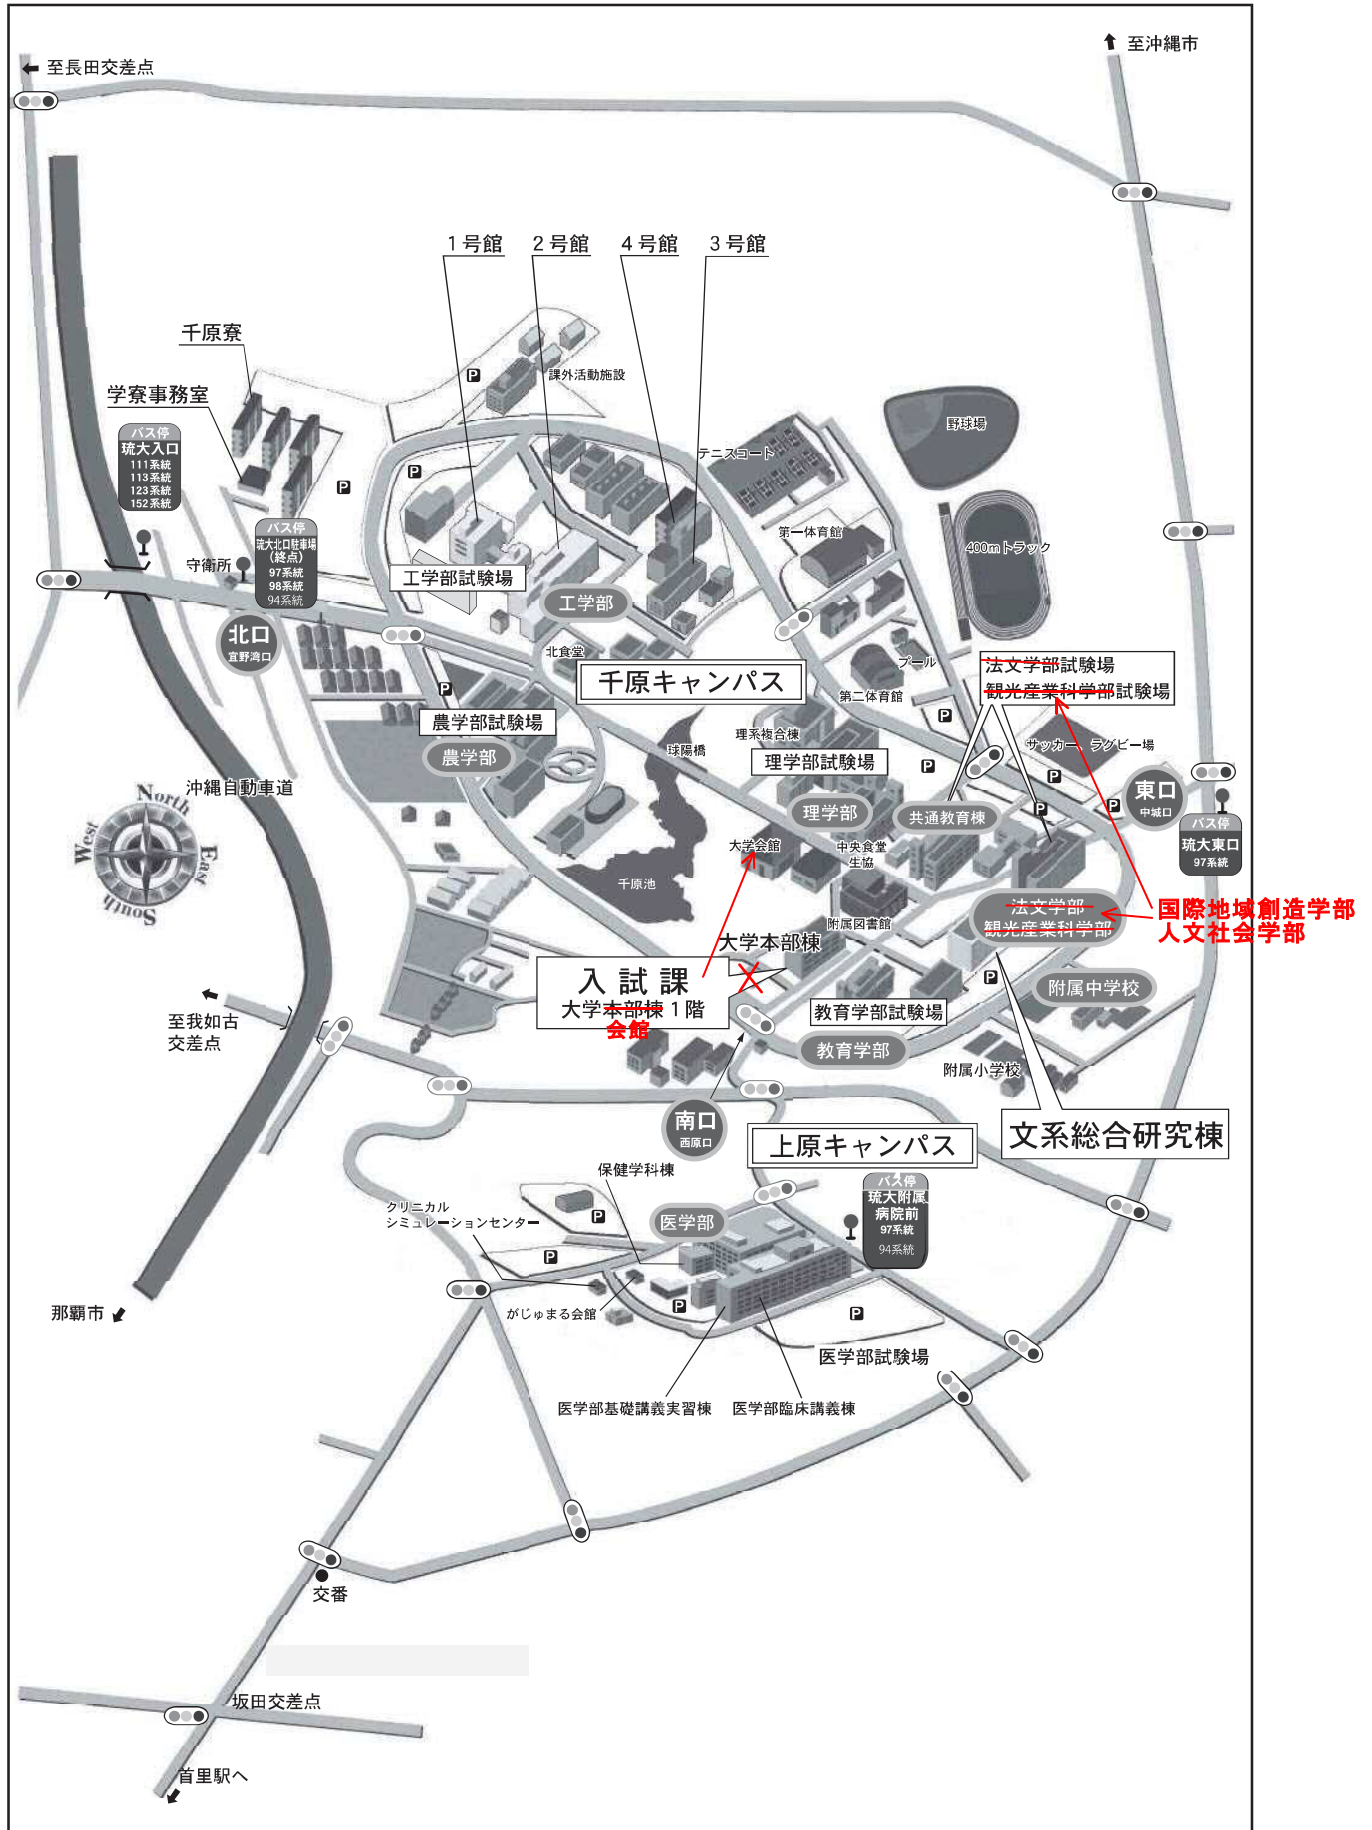 至長田交差点
至沖縄市
1号館
2号館
4号館
3号館
千原寮
学寮事務室
課外活動施設
野球場
テニスコート
バス停
琉大入口
111系統
113系統
123系統
152系統
P
P
P
第一体育館
400mトラック
バス停
琉大北口駐車場
(終点)
97系統
98系統
94系統
守衛所
工学部試験場
工学部
北口
宜野湾口
北食堂
千原キャンパス
プール
第二体育館
法文学部試験場
観光産業科学部試験場
P
農学部試験場
農学部
球陽橋
理系複合棟
理学部試験場
理学部
P
P
サッカー、ラグビー場
P
P
P
東口
中城口
バス停
琉大東口
97系統
共通教育棟
沖縄自動車道
North
West
East
South
大学会館
中央食堂
生協
千原池
附属図書館
法文学部
観光産業科学部
国際地域創造学部
人文社会学部
大学本部棟
入試課
大学本部棟1階
会館
P
附属中学校
教育学部試験場
教育学部
附属小学校
至我如古
交差点
南口
西原口
文系総合研究棟
上原キャンパス
保健学科棟
クリニカル
シミュレーションセンター
医学部
バス停
琉大附属
病院前
97系統
94系統
P
P
がじゅまる会館
P
P
医学部試験場
那覇市
医学部基礎講義実習棟
医学部臨床講義棟
交番
坂田交差点
首里駅へ